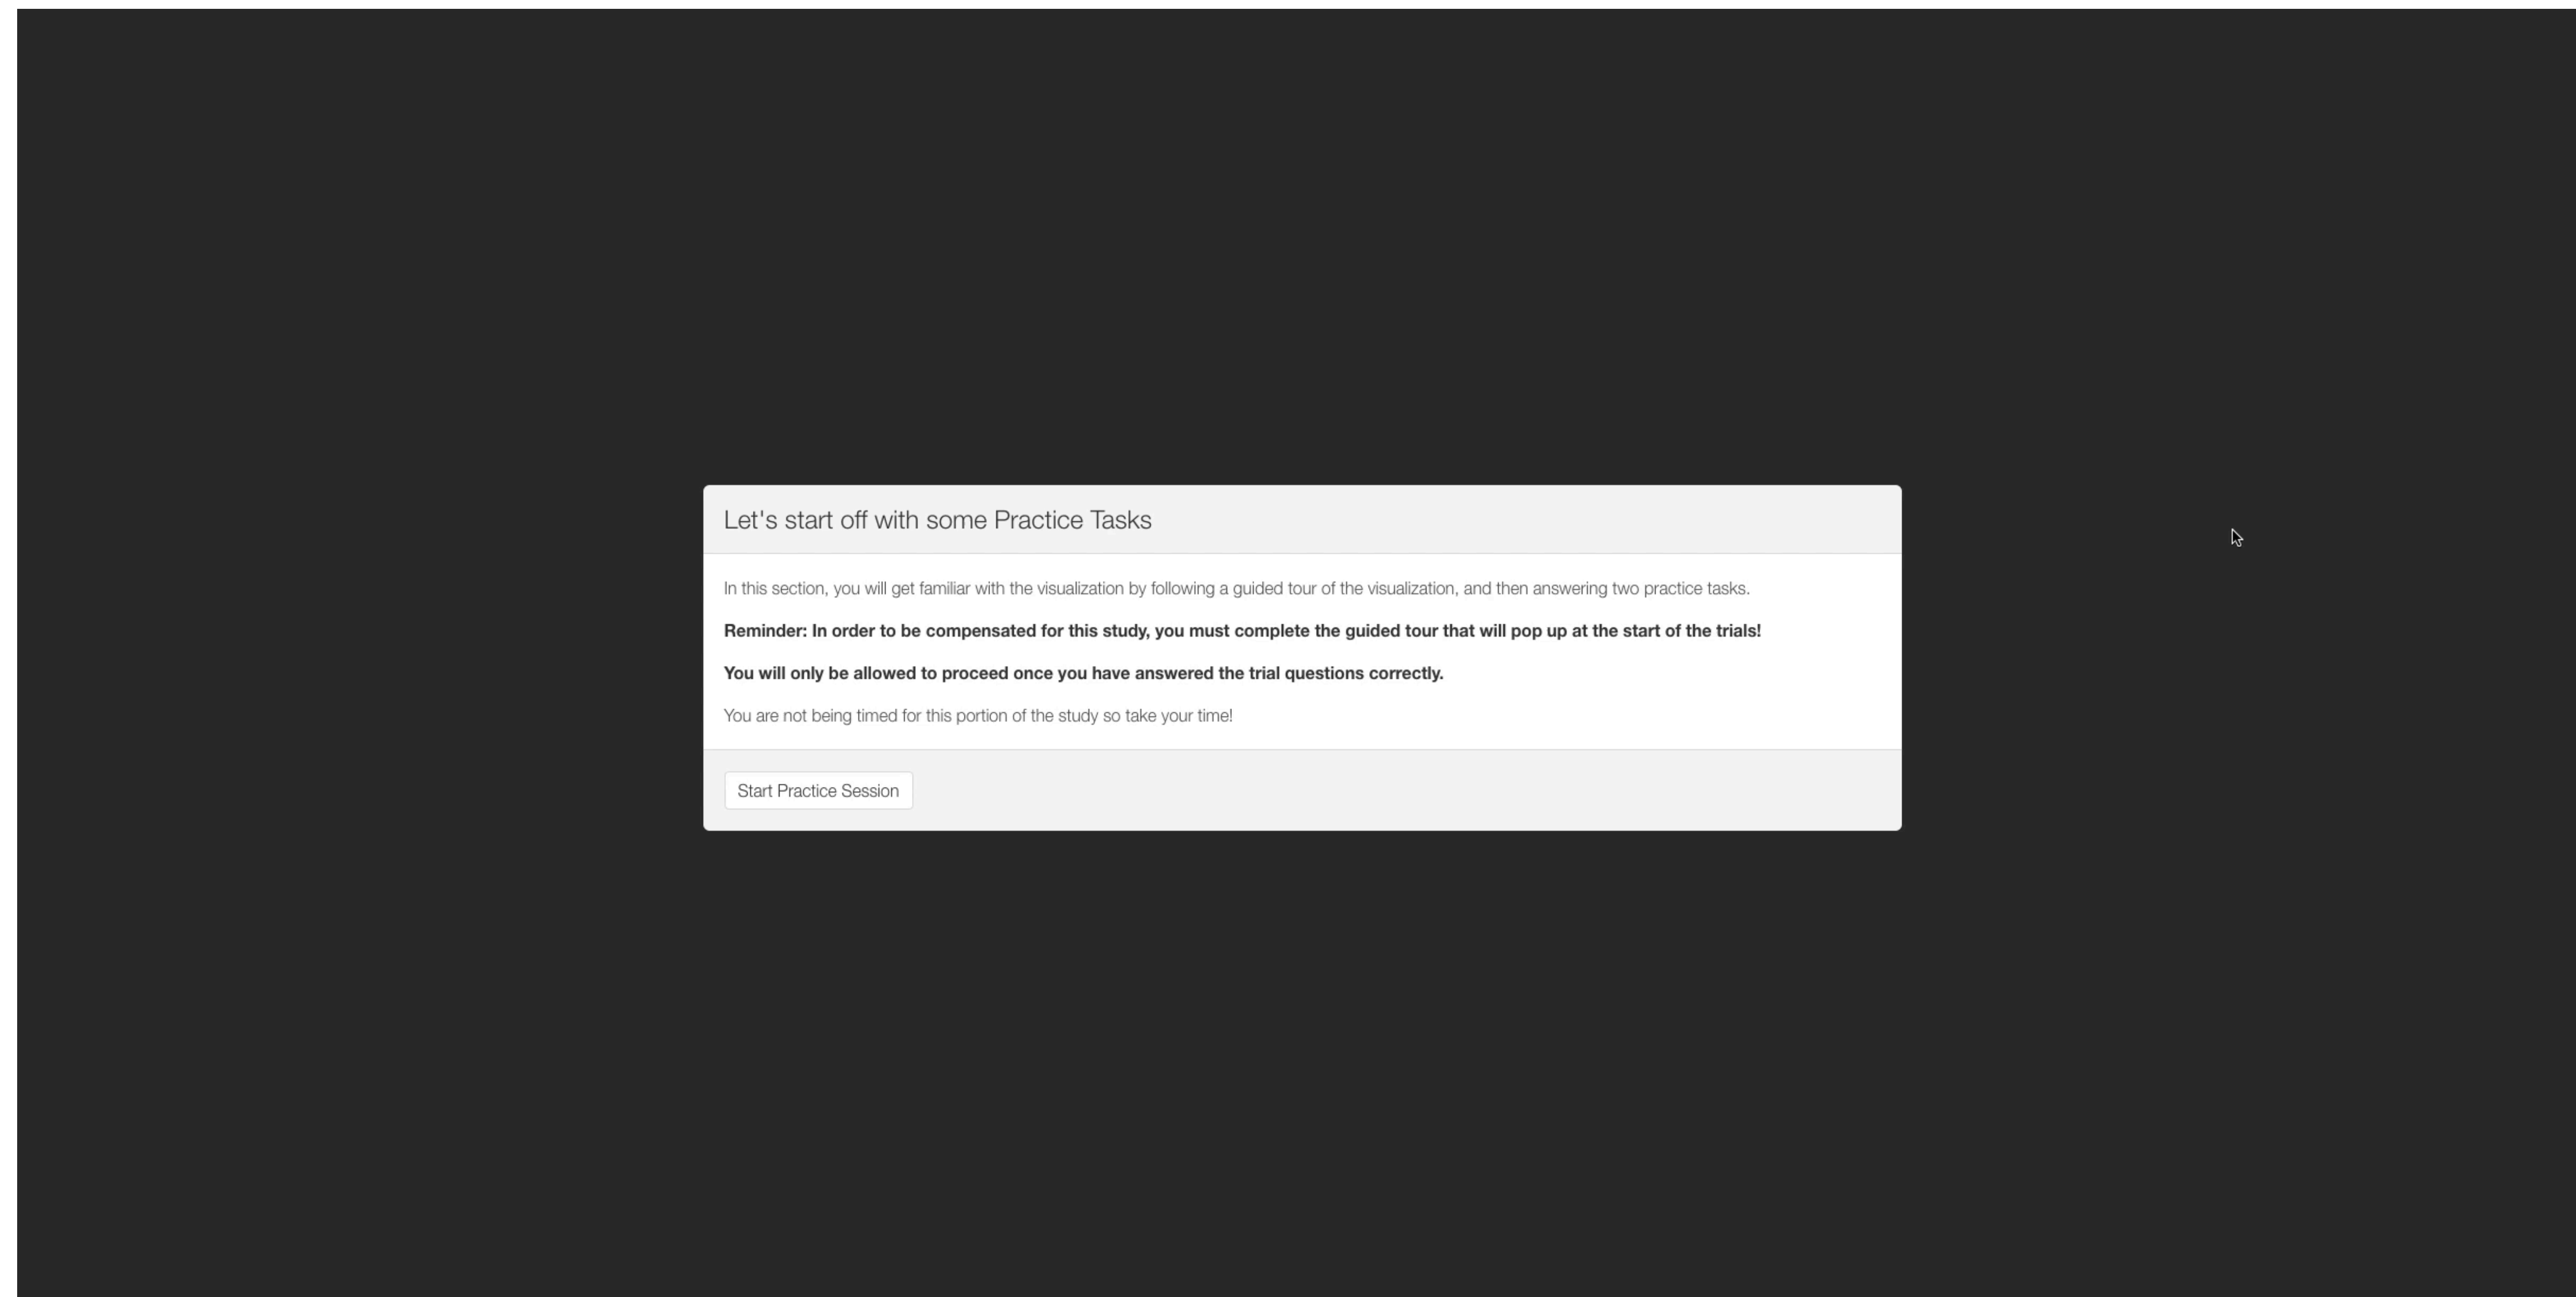 Let's start off with some Practice Tasks
In this section, you will get familiar with the visualization by following a guided tour of the visualization, and then answering two practice tasks.
Reminder: In order to be compensated for this study, you must complete the guided tour that will pop up at the start of the trials!
You will only be allowed to proceed once you have answered the trial questions correctly.
You are not being timed for this portion of the study so take your time!
Start Practice Session